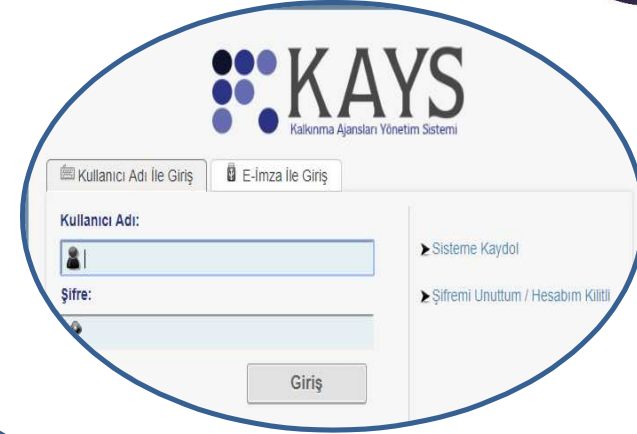 KAYS
Kalkınma Ajansları Yönetim Sistemi
Kullanıcı Adı İle Giriş
E-İmza İle Giriş
Kullanıcı Adı:
Sisteme Kaydol
Şifre:
Şifremi Unuttum / Hesabım Kilitli
Giriş